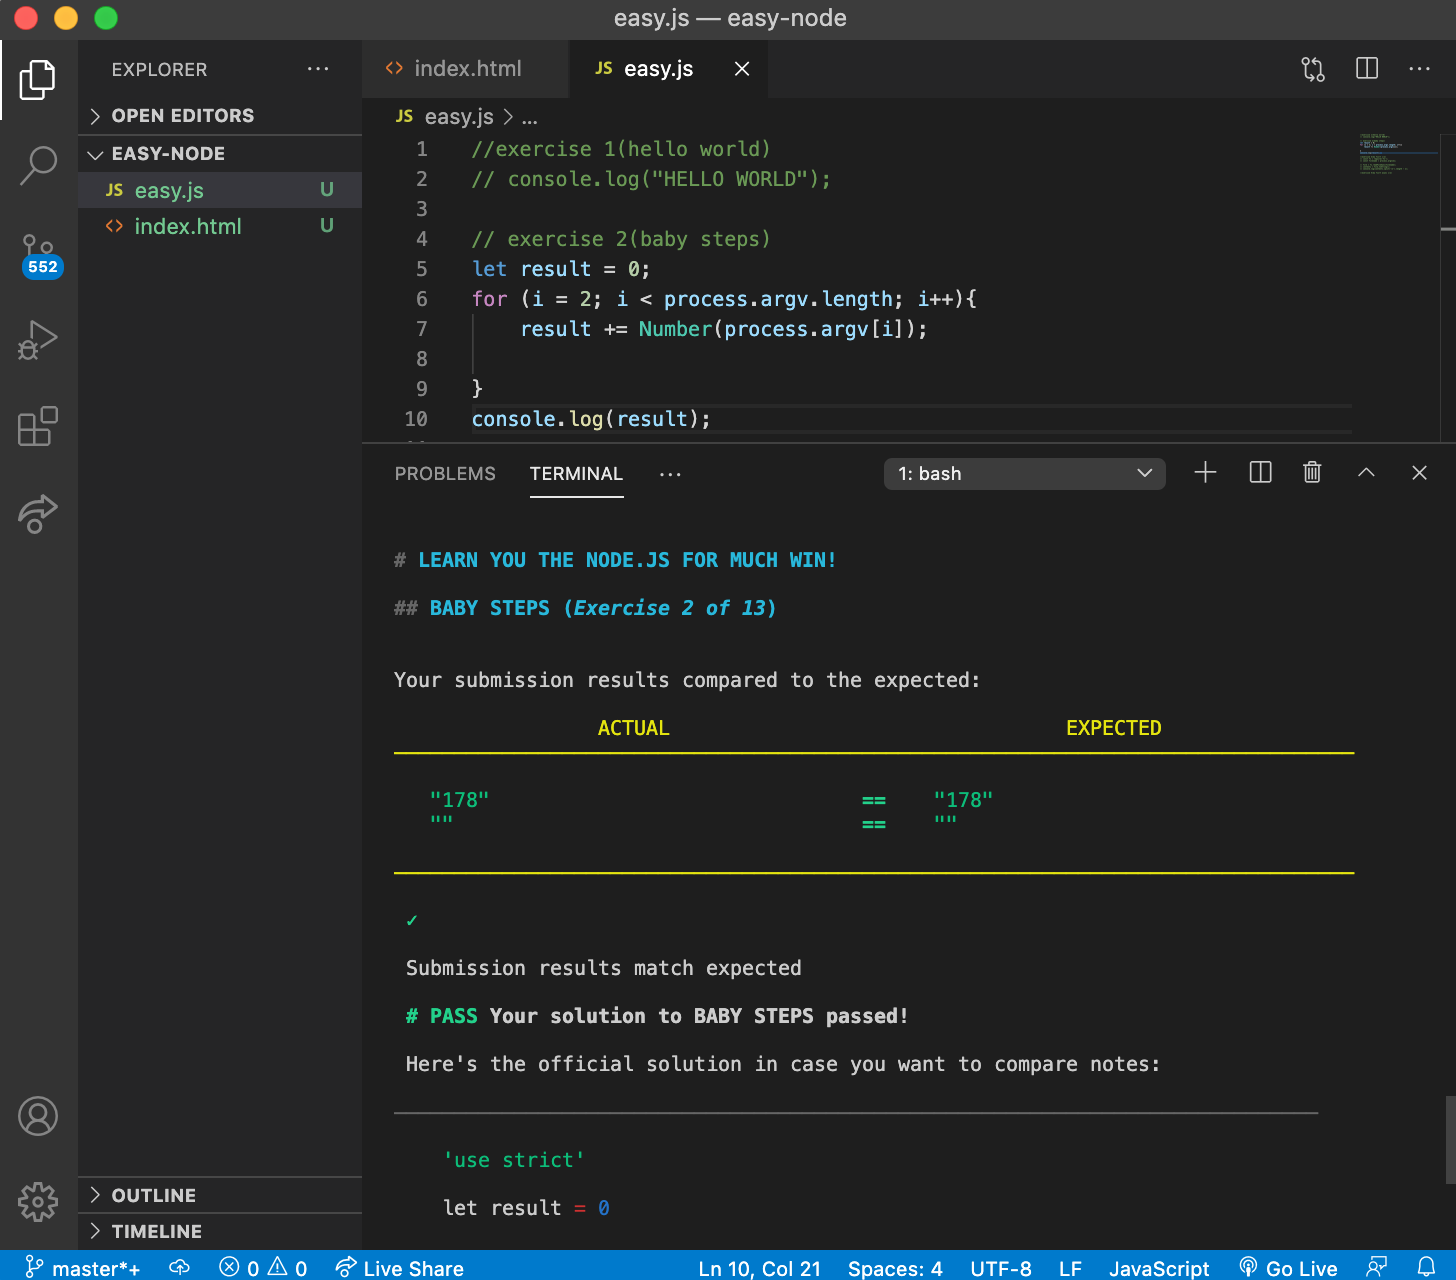 easy.js — easy-node
EXPLORER
OPEN EDITORS
EASY-NODE
JS easy.js U
<> index.html U
552
OUTLINE
TIMELINE
<> index.html
JS easy.js
JS easy.js > ...
1 //exercise 1(hello world)
2 // console.log("HELLO WORLD");
3
4 // exercise 2(baby steps)
5 let result = 0;
6 for (i = 2; i < process.argv.length; i++){
7 result += Number(process.argv[i]);
8
9 }
10 console.log(result);
PROBLEMS TERMINAL ... 1: bash
# LEARN YOU THE NODE.JS FOR MUCH WIN!
## BABY STEPS (Exercise 2 of 13)
Your submission results compared to the expected:
ACTUAL EXPECTED
"178" == "178"
"" == ""
✓
Submission results match expected
# PASS Your solution to BABY STEPS passed!
Here's the official solution in case you want to compare notes:
'use strict'
let result = 0
master*+ 0 0 Live Share Ln 10, Col 21 Spaces: 4 UTF-8 LF JavaScript Go Live